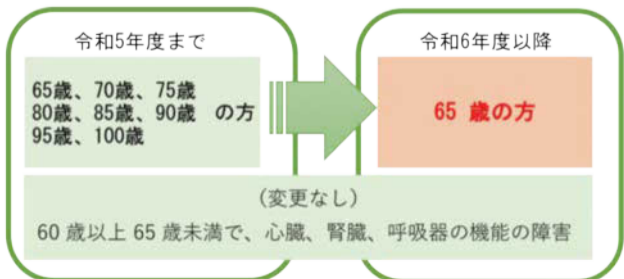 令和5年度まで
65歳、70歳、75歳
80歳、85歳、90歳 の方
95歳、100歳
令和6年度以降
65 歳の方
（変更なし）
60 歳以上 65 歳未満で、心臓、腎臓、呼吸器の機能の障害